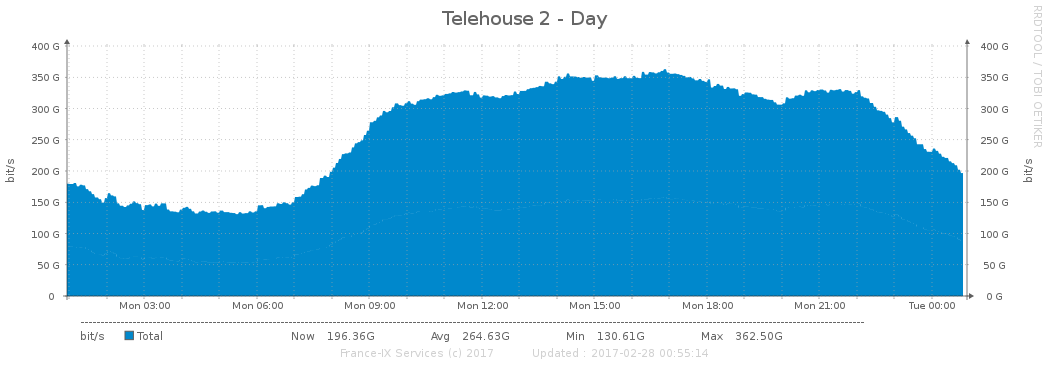 Telehouse 2 - Day
RRDTOOL / TOBI OETIKER
bit/s
bit/s
400 G 400 G
350 G 350 G
300 G 300 G
250 G 250 G
200 G 200 G
150 G 150 G
100 G 100 G
50 G 50 G
0 0 G
Mon 03:00 Mon 06:00 Mon 09:00 Mon 12:00 Mon 15:00 Mon 18:00 Mon 21:00 Tue 00:00
bit/s Total Now 196.36G Avg 264.63G Min 130.61G Max 362.50G
France-IX Services (c) 2017 Updated : 2017-02-28 00:55:14